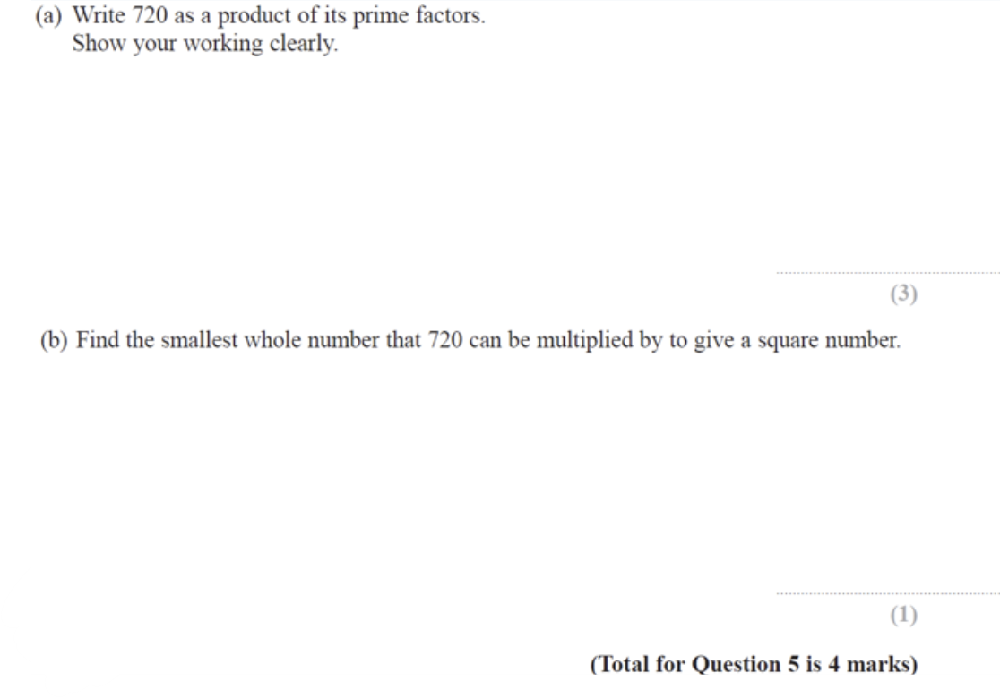 (a) Write 720 as a product of its prime factors.
Show your working clearly.
(3)
(b) Find the smallest whole number that 720 can be multiplied by to give a square number.
(1)
(Total for Question 5 is 4 marks)